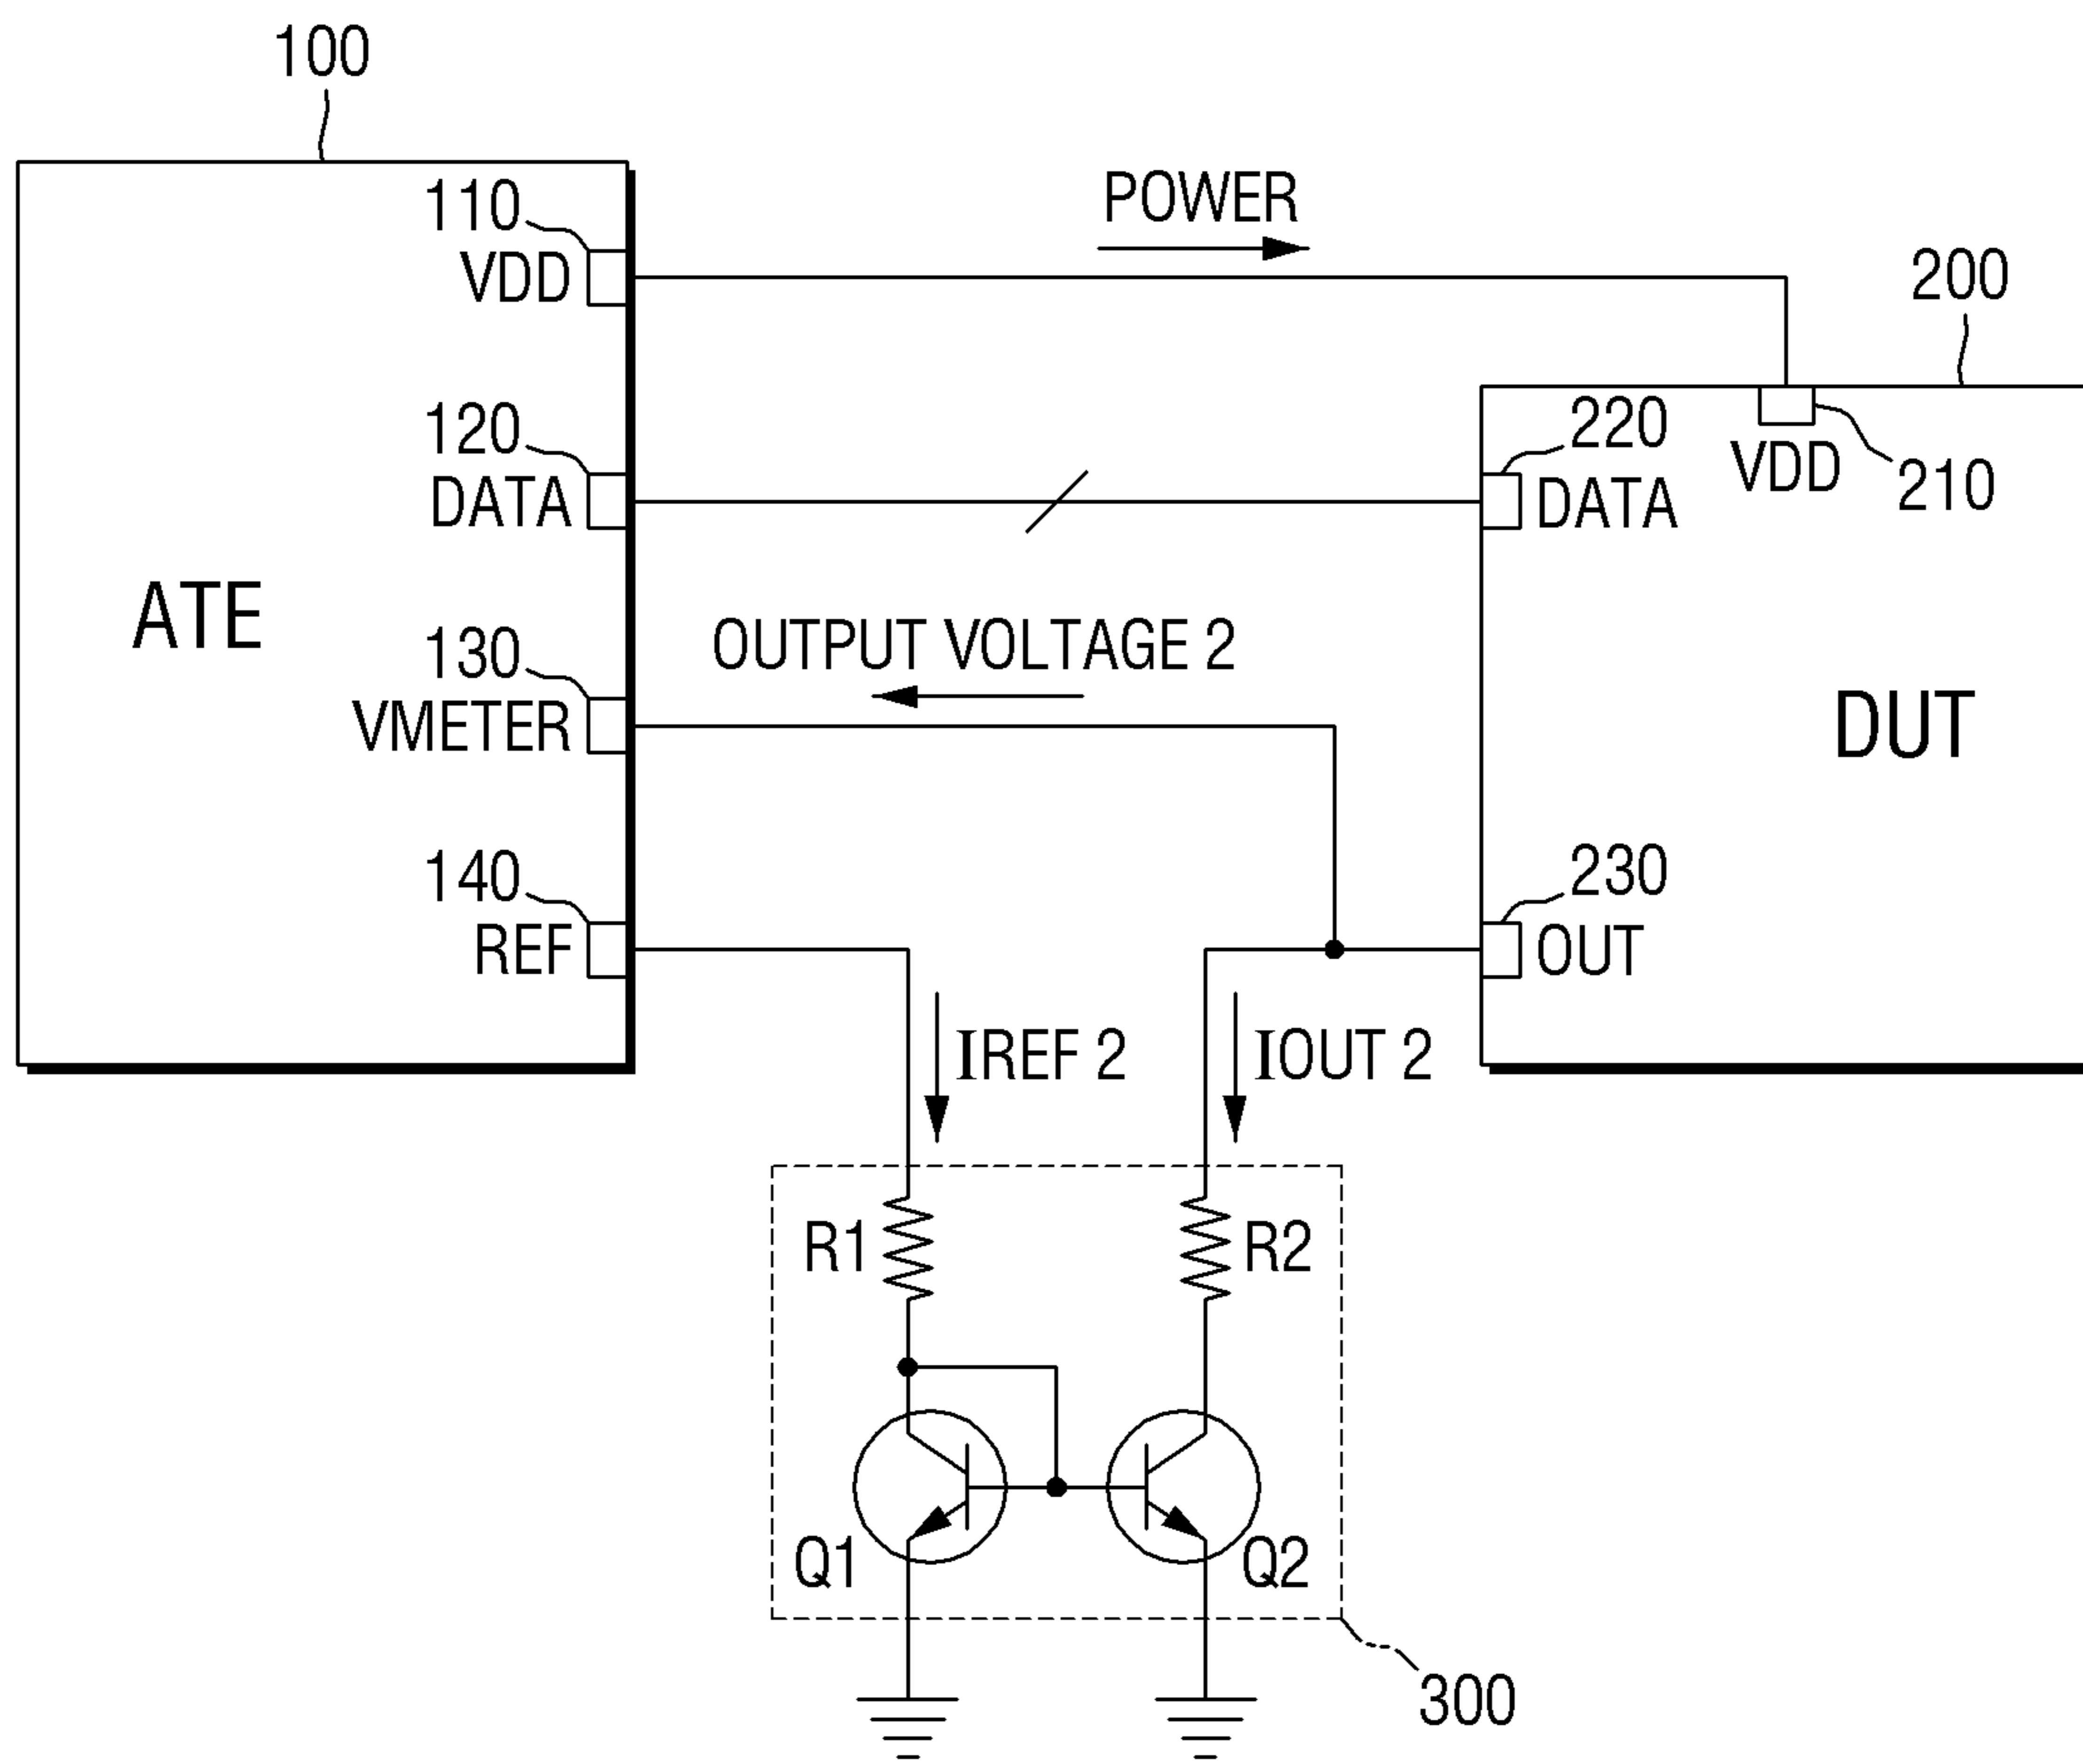 100
110
VDD
POWER
200
120
DATA
220
DATA
VDD
210
ATE
130
VMETER
OUTPUT VOLTAGE 2
DUT
140
REF
230
OUT
IREF 2
IOUT 2
R1
R2
Q1
Q2
300